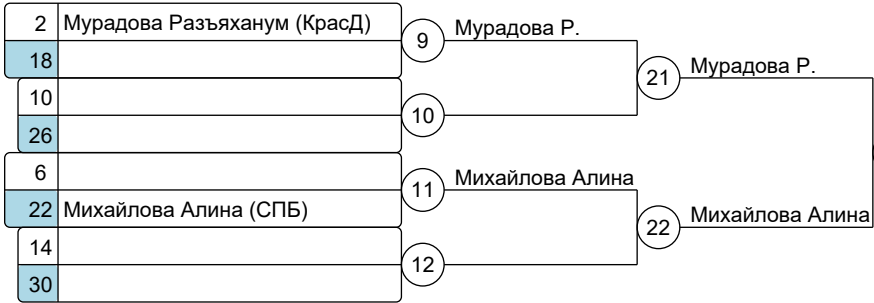 2 Мурадова Разъяханум (КрасД)
18
9 Мурадова Р.
10
26
10
21 Мурадова Р.
6
22 Михайлова Алина (СПБ)
11 Михайлова Алина
14
30
12
22 Михайлова Алина